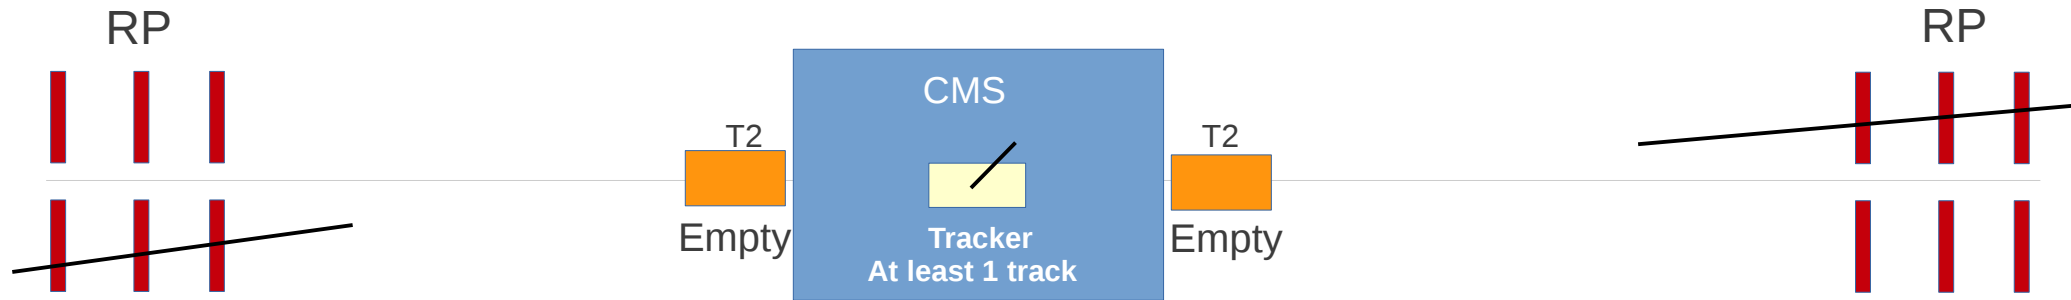 RP
RP
CMS
T2
T2
Empty
Empty
Tracker
At least 1 track